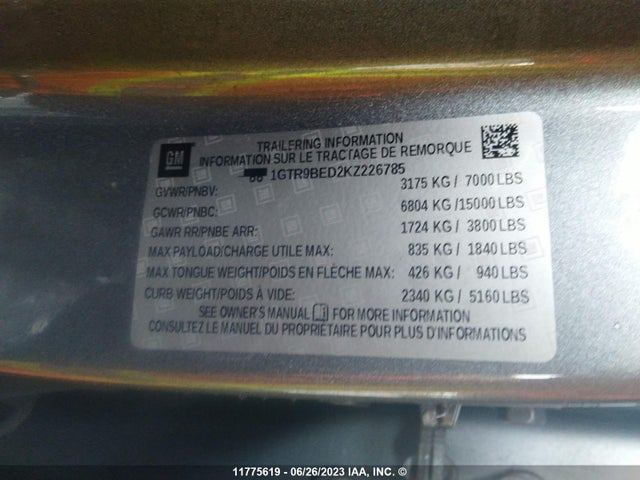 GM
TRAILERING INFORMATION
INFORMATION SUR LE TRACTAGE DE REMORQUE
1GTR9BED2KZ226785
GVWR/PNBV: 3175 KG / 7000 LBS
GCWR/PNBC: 6804 KG /15000 LBS
GAWR RR/PNBE ARR: 1724 KG / 3800 LBS
MAX PAYLOAD/CHARGE UTILE MAX: 835 KG / 1840 LBS
MAX TONGUE WEIGHT/POIDS EN FLÈCHE MAX: 426 KG / 940 LBS
CURB WEIGHT/POIDS À VIDE: 2340 KG / 5160 LBS
SEE OWNER'S MANUAL FOR MORE INFORMATION
CONSULTEZ LE MANUEL DU PROPRIÉTAIRE POUR PLUS D'INFORMATIONS
11775619 - 06/26/2023 IAA, INC. ©